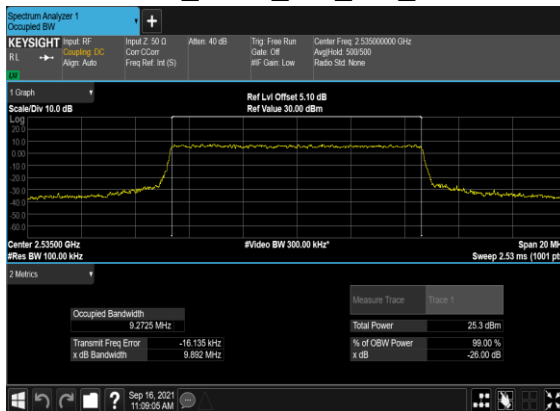 Spectrum Analyzer 1
Occupied BW
KEYSIGHT Input: RF Input Z: 50 Ω Atten: 40 dB Trig: Free Run Center Freq: 2.535000000 GHz
RL Coupling: DC Corr CCorr Gate: Off Avg|Hold: 500/500
Align: Auto Freq Ref: Int (S) #IF Gain: Low Radio Std: None
1 Graph
Ref Lvl Offset 5.10 dB
Scale/Div 10.0 dB Ref Value 30.00 dBm
Log
20.0
10.0
0.00
-10.0
-20.0
-30.0
-40.0
-50.0
-60.0
Center 2.53500 GHz #Video BW 300.00 kHz* Span 20 MH
#Res BW 100.00 kHz Sweep 2.53 ms (1001 pt
2 Metrics
Measure Trace Trace 1
Occupied Bandwidth
9.2725 MHz Total Power 25.3 dBm
Transmit Freq Error -16.135 kHz % of OBW Power 99.00 %
x dB Bandwidth 9.892 MHz x dB -26.00 dB
Sep 16, 2021
11:09:05 AM